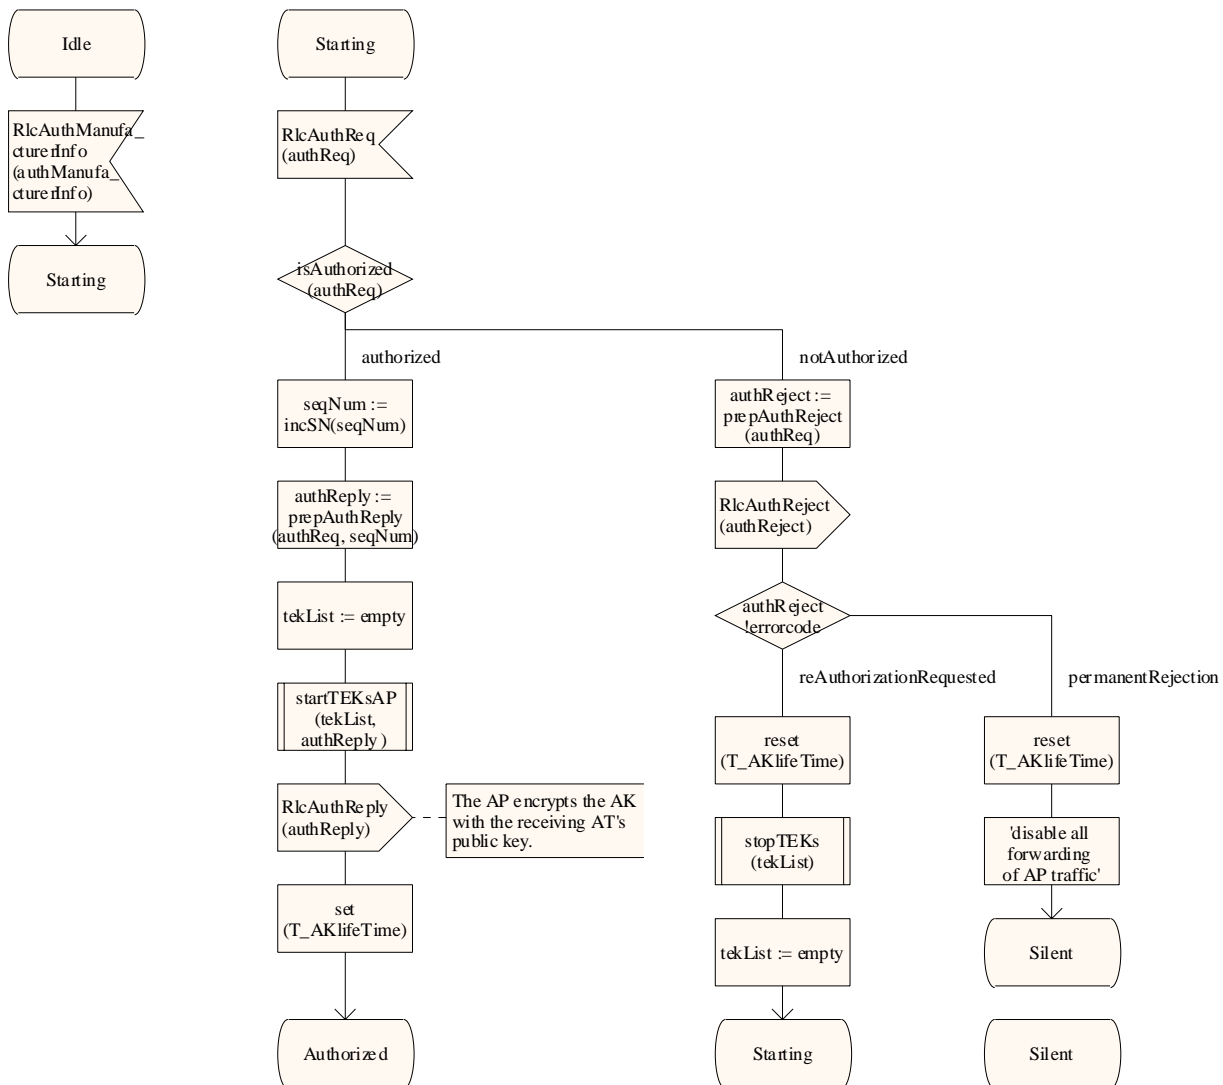 Idle
RlcAuthManufa_
cturerInfo
(authManufa_
cturerInfo)
Starting
Starting
RlcAuthReq
(authReq)
isAuthorized
(authReq)
authorized
notAuthorized
seqNum :=
incSN(seqNum)
authReply :=
prepAuthReply
(authReq, seqNum)
tekList := empty
startTEKsAP
(tekList,
authReply )
RlcAuthReply
(authReply)
The AP encrypts the AK
with the receiving AT's
public key.
set
(T_AKlifeTime)
Authorized
authReject :=
prepAuthReject
(authReq)
RlcAuthReject
(authReject)
authReject
!errorcode
reAuthorizationRequested
permanentRejection
reset
(T_AKlifeTime)
stopTEKs
(tekList)
tekList := empty
Starting
reset
(T_AKlifeTime)
'disable all
forwarding
of AP traffic'
Silent
Silent